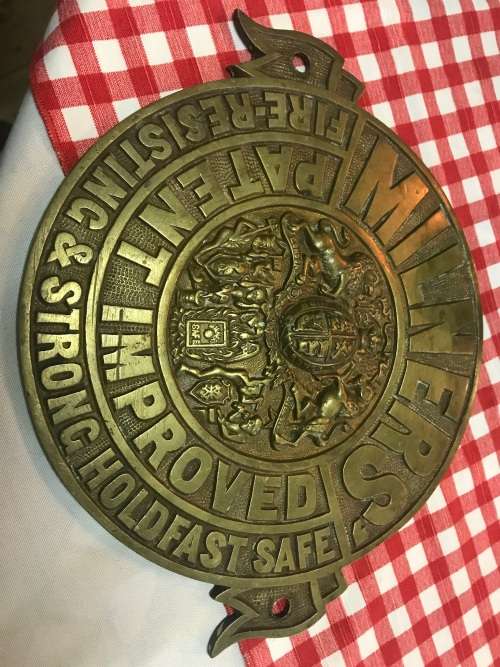 MILNERS'
PATENT IMPROVED
FIRE-RESISTING & STRONG HOLDFAST SAFE